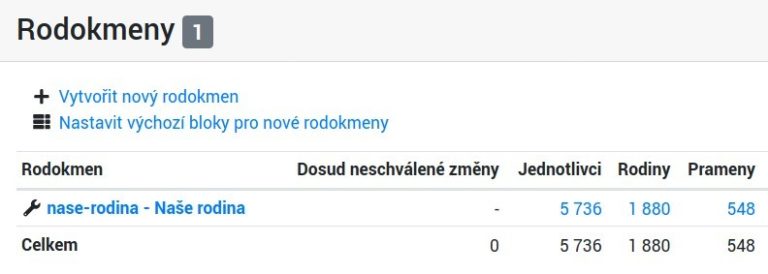 Rodokmeny 1
Vytvořit nový rodokmen
Nastavit výchozí bloky pro nové rodokmeny
Rodokmen Dosud neschválené změny Jednotlivci Rodiny Prameny
nase-rodina - Naše rodina - 5 736 1 880 548
Celkem 0 5 736 1 880 548